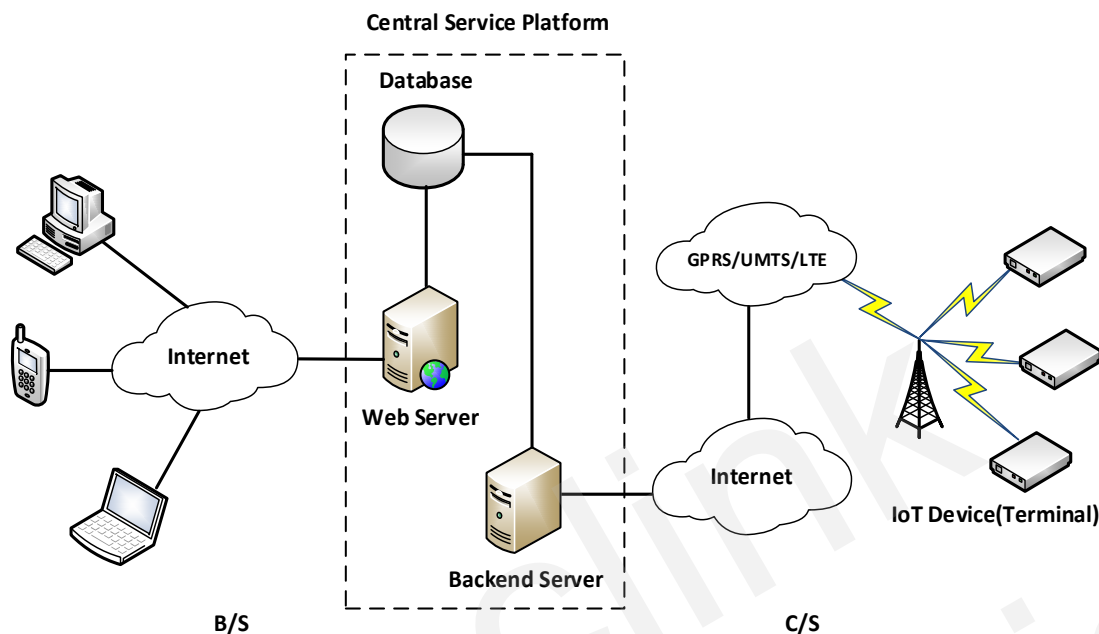 Central Service Platform
Database
GPRS/UMTS/LTE
Internet
Web Server
Internet
IoT Device(Terminal)
Backend Server
B/S
C/S